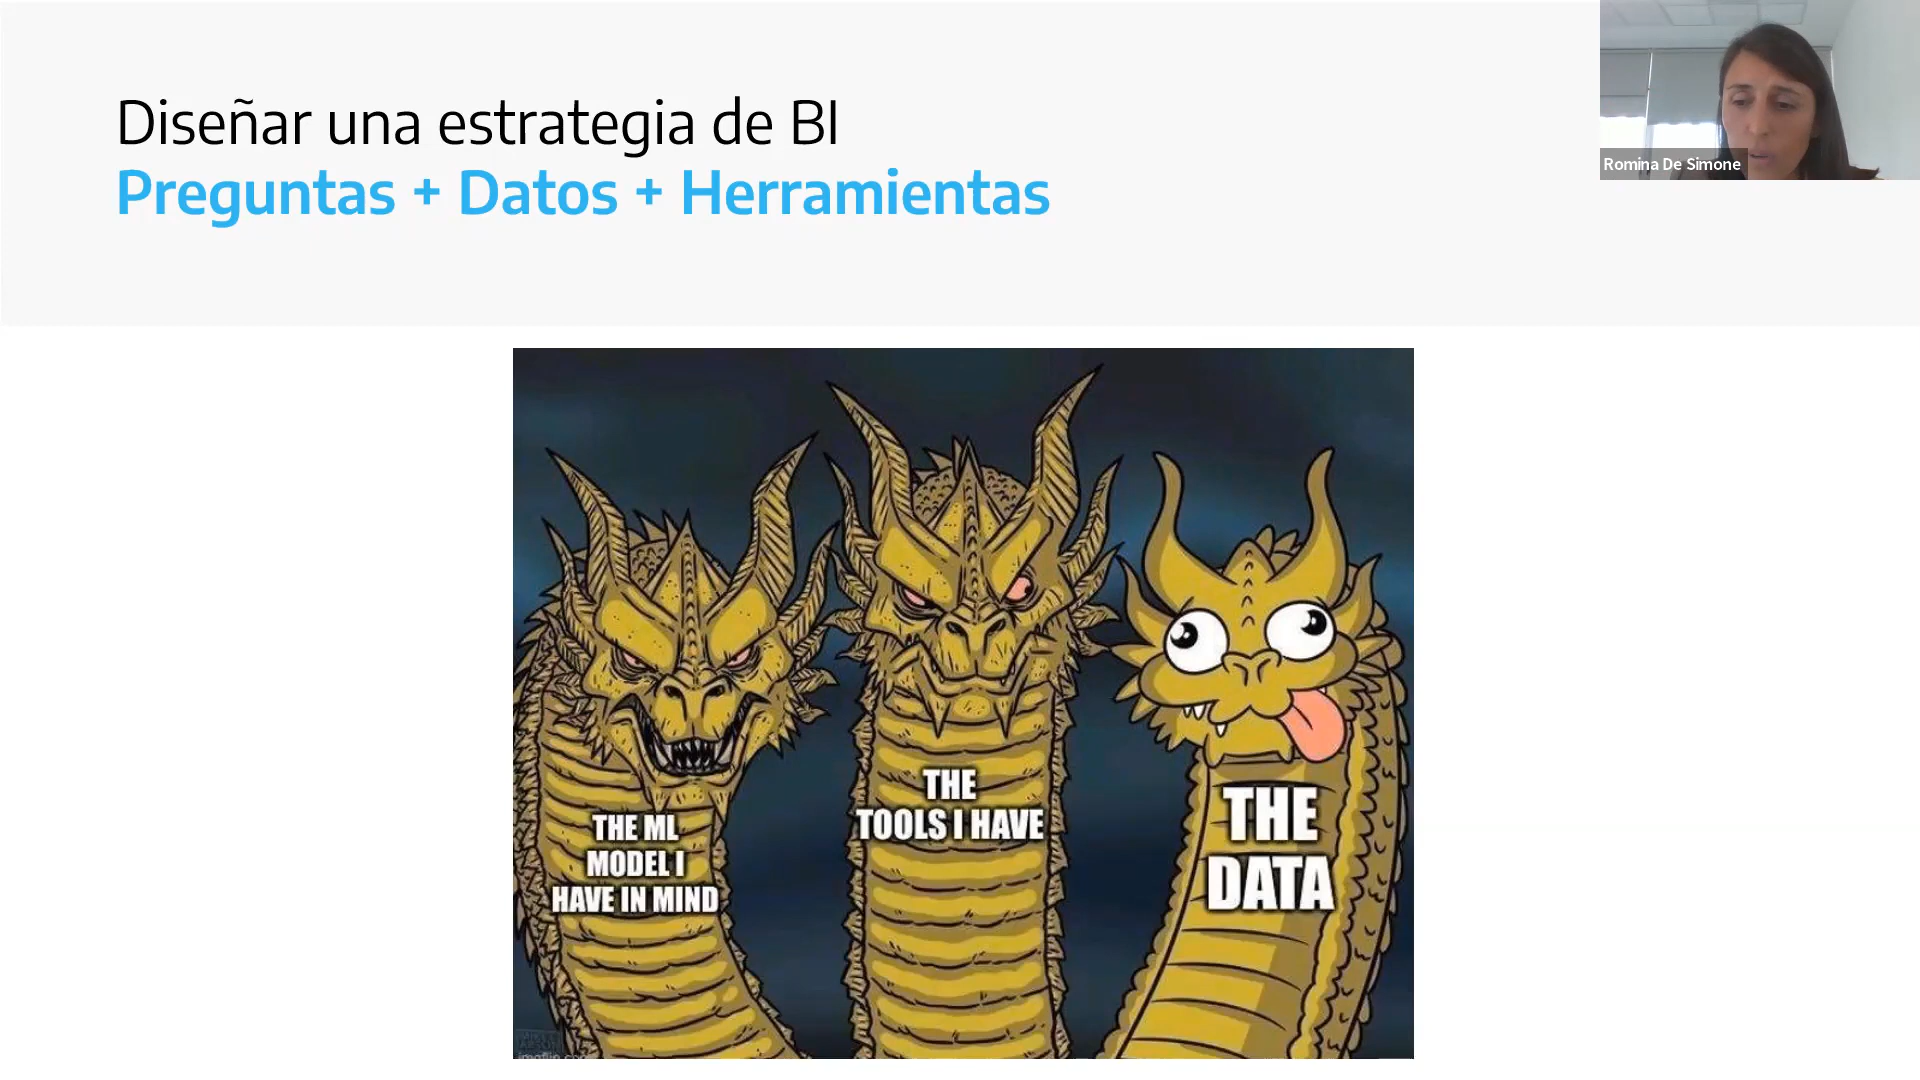 Diseñar una estrategia de BI
Preguntas + Datos + Herramientas
Romina De Simone
THE ML
MODEL I
HAVE IN MIND
THE
TOOLS I HAVE
THE
DATA